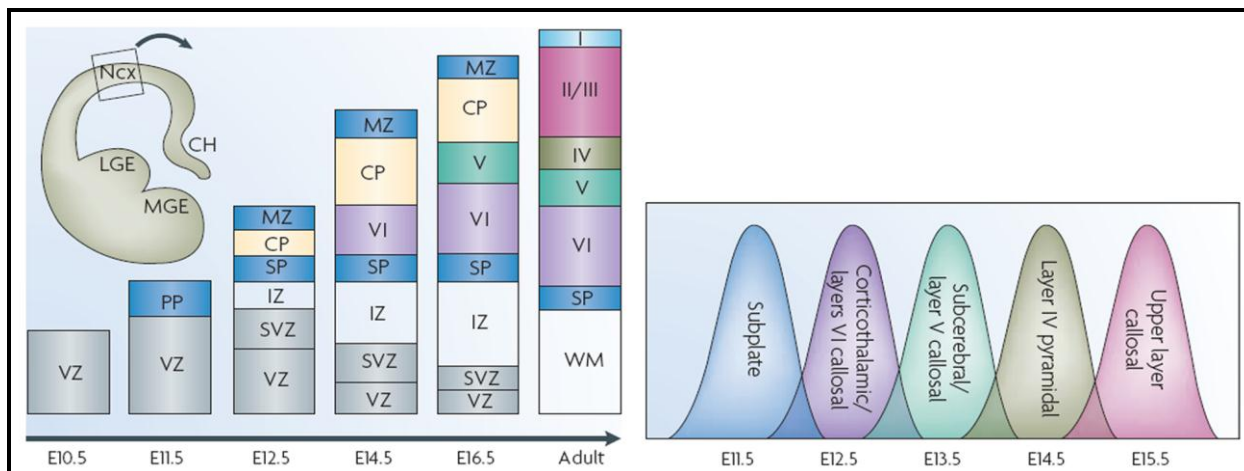 Ncx
CH
LGE
MGE
VZ
PP
VZ
MZ
CP
SP
IZ
SVZ
VZ
MZ
CP
VI
SP
IZ
SVZ
VZ
MZ
CP
V
VI
SP
IZ
SVZ
VZ
I
II/III
IV
V
VI
SP
WM
E10.5 E11.5 E12.5 E14.5 E16.5 Adult
Subplate
Corticothalamic/
layers VI callosal
Subcerebral/
layer V callosal
Layer IV pyramidal
Upper layer
callosal
E11.5 E12.5 E13.5 E14.5 E15.5